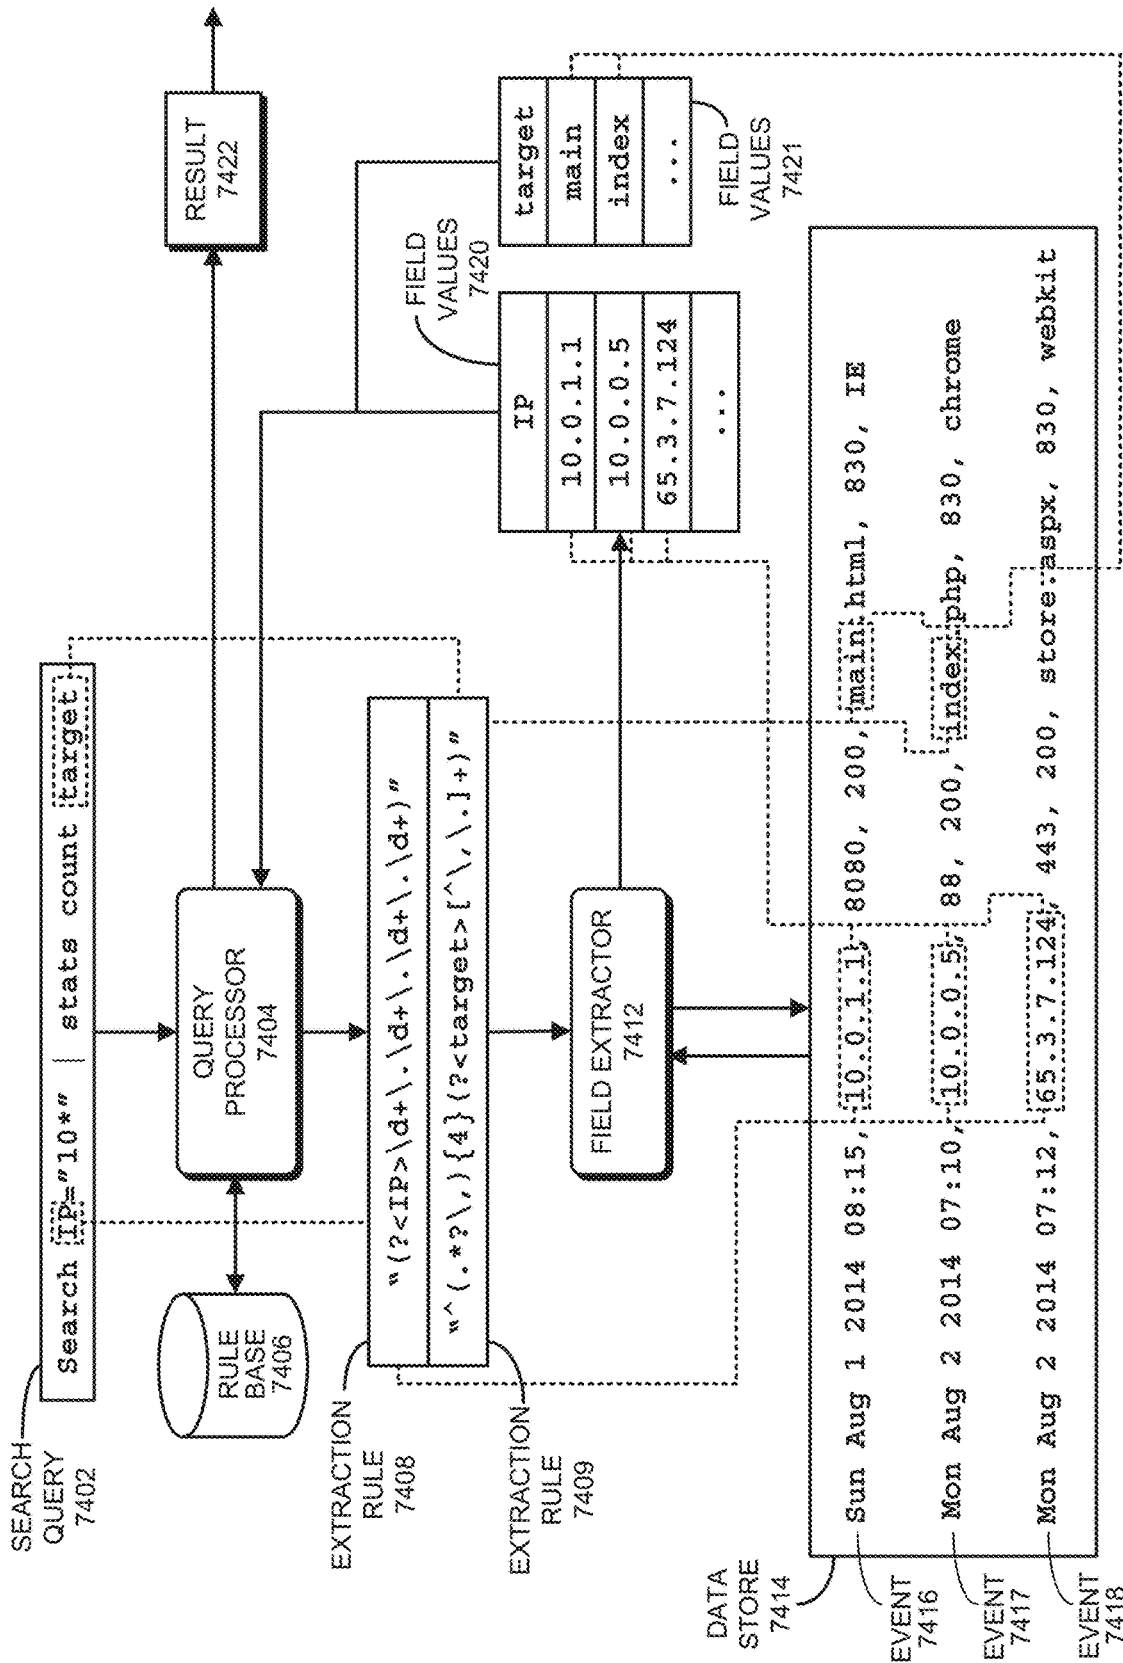 SEARCH
QUERY
7402
Search IP="10*" | stats count target
RULE
BASE
7406
QUERY
PROCESSOR
7404
RESULT
7422
EXTRACTION
RULE
7408
"(?<IP>\d+\.\d+\.\d+\.\d+)"
"^(.*?\,){4}(?<target>[^\,\.]+)"
EXTRACTION
RULE
7409
FIELD EXTRACTOR
7412
FIELD
VALUES
7420
IP
10.0.1.1
10.0.0.5
65.3.7.124
...
target
main
index
...
FIELD
VALUES
7421
DATA
STORE
7414
Sun Aug 1 2014 08:15, 10.0.1.1, 8080, 200, main.html, 830, IE
EVENT
7416
Mon Aug 2 2014 07:10, 10.0.0.5, 88, 200, index.php, 830, chrome
EVENT
7417
Mon Aug 2 2014 07:12, 65.3.7.124, 443, 200, store.aspx, 830, webkit
EVENT
7418